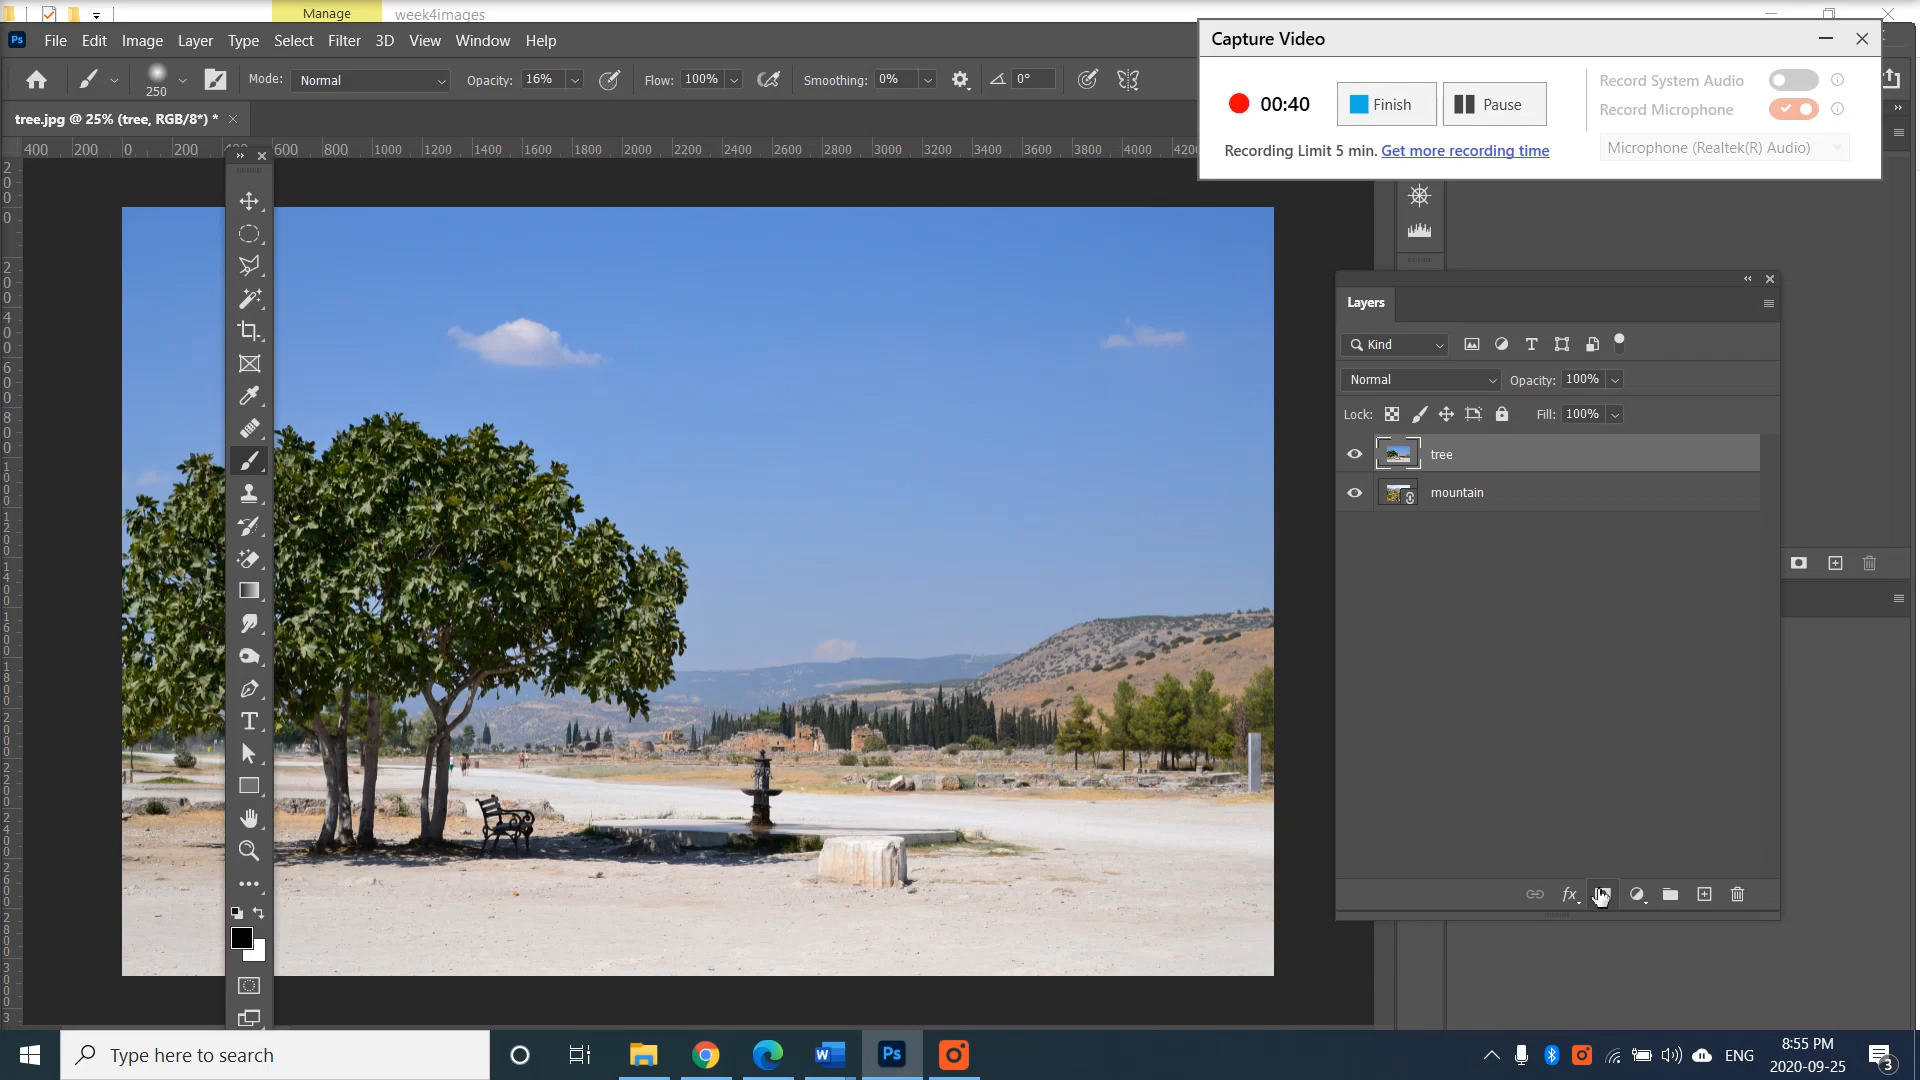 Manage
week4images
Ps
File Edit Image Layer Type Select Filter 3D View Window Help
250
Mode: Normal
Opacity: 16%
Flow: 100%
Smoothing: 0%
0°
tree.jpg @ 25% (tree, RGB/8*) *
400 200 0 200 400 600 800 1000 1200 1400 1600 1800 2000 2200 2400 2600 2800 3000 3200 3400 3600 3800 4000 4200
Capture Video
00:40
Finish
Pause
Recording Limit 5 min. Get more recording time
Record System Audio
Record Microphone
Microphone (Realtek(R) Audio)
Layers
Kind
Normal
Opacity: 100%
Lock:
Fill: 100%
tree
mountain
fx
Type here to search
Ps
ENG
8:55 PM
2020-09-25
3